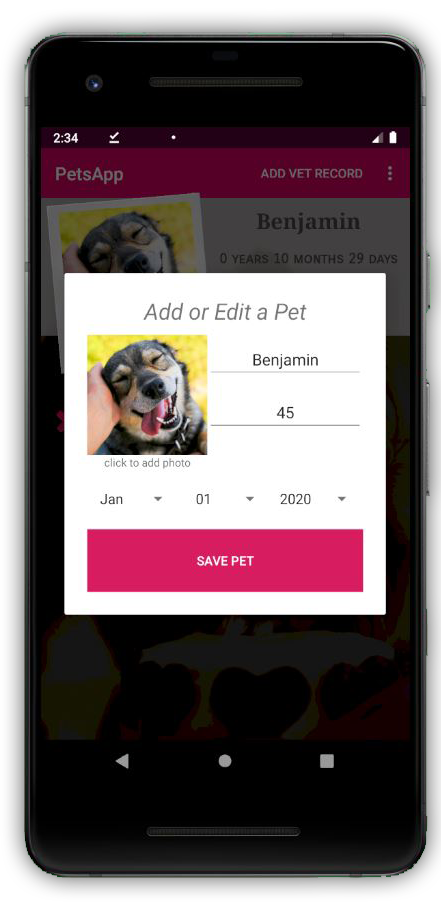 2:34
PetsApp ADD VET RECORD
Benjamin
0 YEARS 10 MONTHS 29 DAYS
Add or Edit a Pet
Benjamin
45
click to add photo
Jan 01 2020
SAVE PET